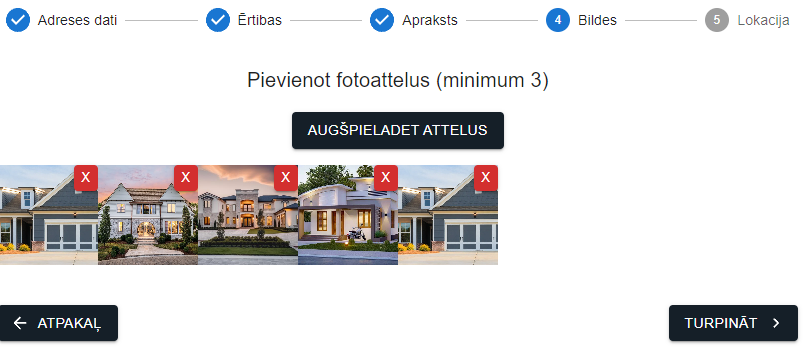 Adreses dati
Ērtības
Apraksts
4 Bildes
5 Lokacija
Pievienot fotoattelus (minimum 3)
AUGŠPIELADET ATTELUS
X X X X X
ATPAKAĻ
TURPINĀT